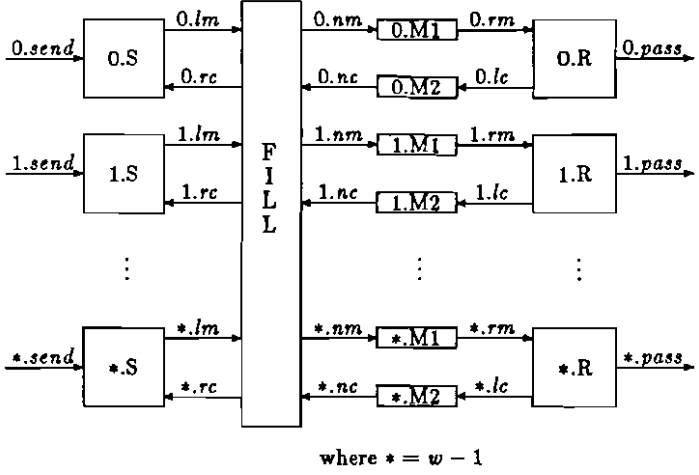 0.lm 0.nm 0.M1 0.rm
0.send 0.S 0.R 0.pass
0.rc 0.nc 0.M2 0.lc
1.lm 1.nm 1.M1 1.rm
1.send 1.S 1.R 1.pass
1.rc 1.nc 1.M2 1.lc
F
I
L
L
⋮ ⋮ ⋮
*.lm *.nm *.M1 *.rm
*.send *.S *.R *.pass
*.rc *.nc *.M2 *.lc
where * = w − 1